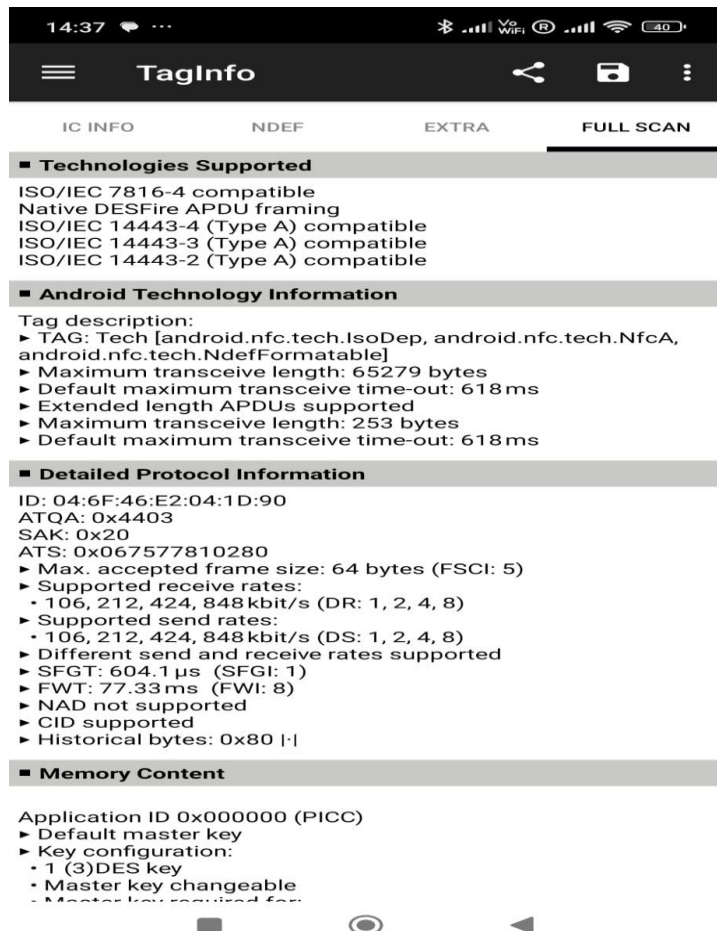 14:37 ··· Vo WiFi R 40
TagInfo
IC INFO NDEF EXTRA FULL SCAN
■ Technologies Supported
ISO/IEC 7816-4 compatible
Native DESFire APDU framing
ISO/IEC 14443-4 (Type A) compatible
ISO/IEC 14443-3 (Type A) compatible
ISO/IEC 14443-2 (Type A) compatible
■ Android Technology Information
Tag description:
► TAG: Tech [android.nfc.tech.IsoDep, android.nfc.tech.NfcA,
android.nfc.tech.NdefFormatable]
► Maximum transceive length: 65279 bytes
► Default maximum transceive time-out: 618 ms
► Extended length APDUs supported
► Maximum transceive length: 253 bytes
► Default maximum transceive time-out: 618 ms
■ Detailed Protocol Information
ID: 04:6F:46:E2:04:1D:90
ATQA: 0x4403
SAK: 0x20
ATS: 0x067577810280
► Max. accepted frame size: 64 bytes (FSCI: 5)
► Supported receive rates:
• 106, 212, 424, 848 kbit/s (DR: 1, 2, 4, 8)
► Supported send rates:
• 106, 212, 424, 848 kbit/s (DS: 1, 2, 4, 8)
► Different send and receive rates supported
► SFGT: 604.1 µs (SFGI: 1)
► FWT: 77.33 ms (FWI: 8)
► NAD not supported
► CID supported
► Historical bytes: 0x80 |·|
■ Memory Content
Application ID 0x000000 (PICC)
► Default master key
► Key configuration:
• 1 (3)DES key
• Master key changeable
• Master key required for: